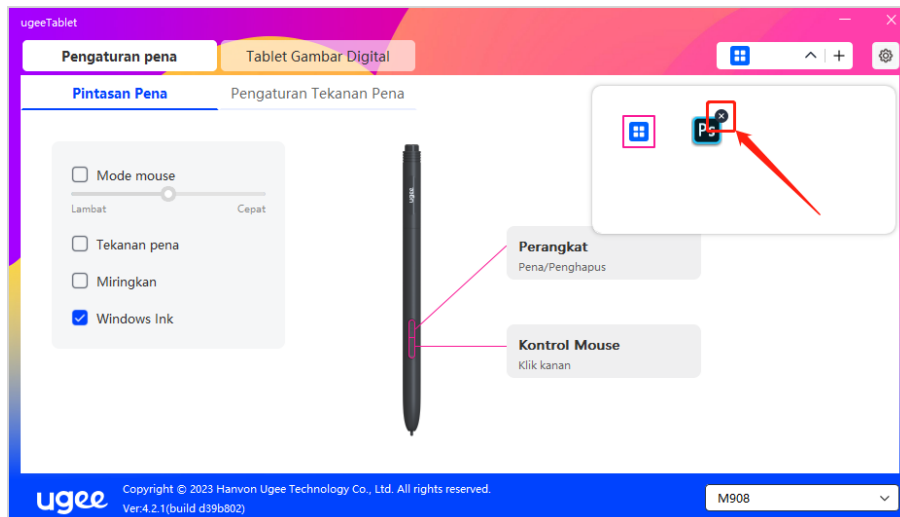 ugeeTablet
Pengaturan pena
Tablet Gambar Digital
Pintasan Pena
Pengaturan Tekanan Pena
Ps
Mode mouse
Lambat
Cepat
Tekanan pena
Miringkan
Windows Ink
ugee
Perangkat
Pena/Penghapus
Kontrol Mouse
Klik kanan
ugee
Copyright © 2023 Hanvon Ugee Technology Co., Ltd. All rights reserved.
Ver:4.2.1(build d39b802)
M908